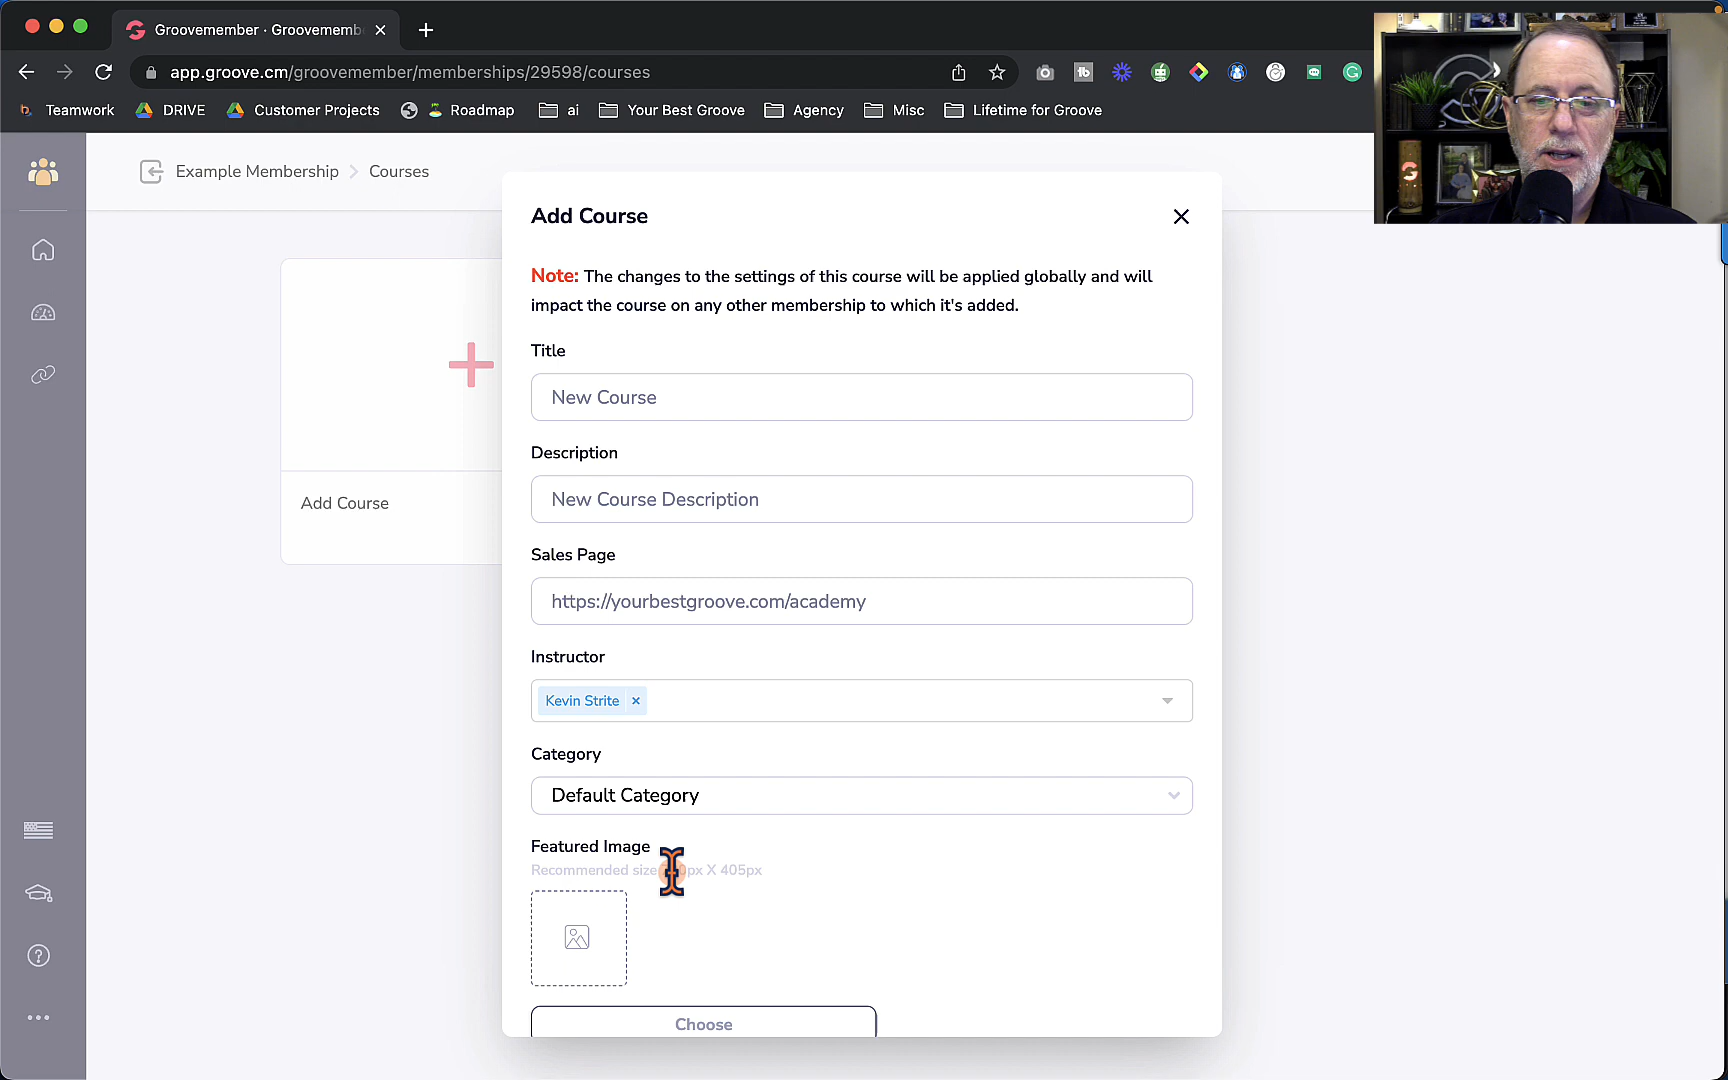 Groovemember · Groovememb
app.groove.cm/groovemember/memberships/29598/courses
Teamwork
DRIVE
Customer Projects
Roadmap
ai
Your Best Groove
Agency
Misc
Lifetime for Groove
Example Membership
Courses
Add Course
Add Course
Note: The changes to the settings of this course will be applied globally and will
impact the course on any other membership to which it's added.
Title
New Course
Description
New Course Description
Sales Page
https://yourbestgroove.com/academy
Instructor
Kevin Strite
Category
Default Category
Featured Image
Recommended size px X 405px
Choose